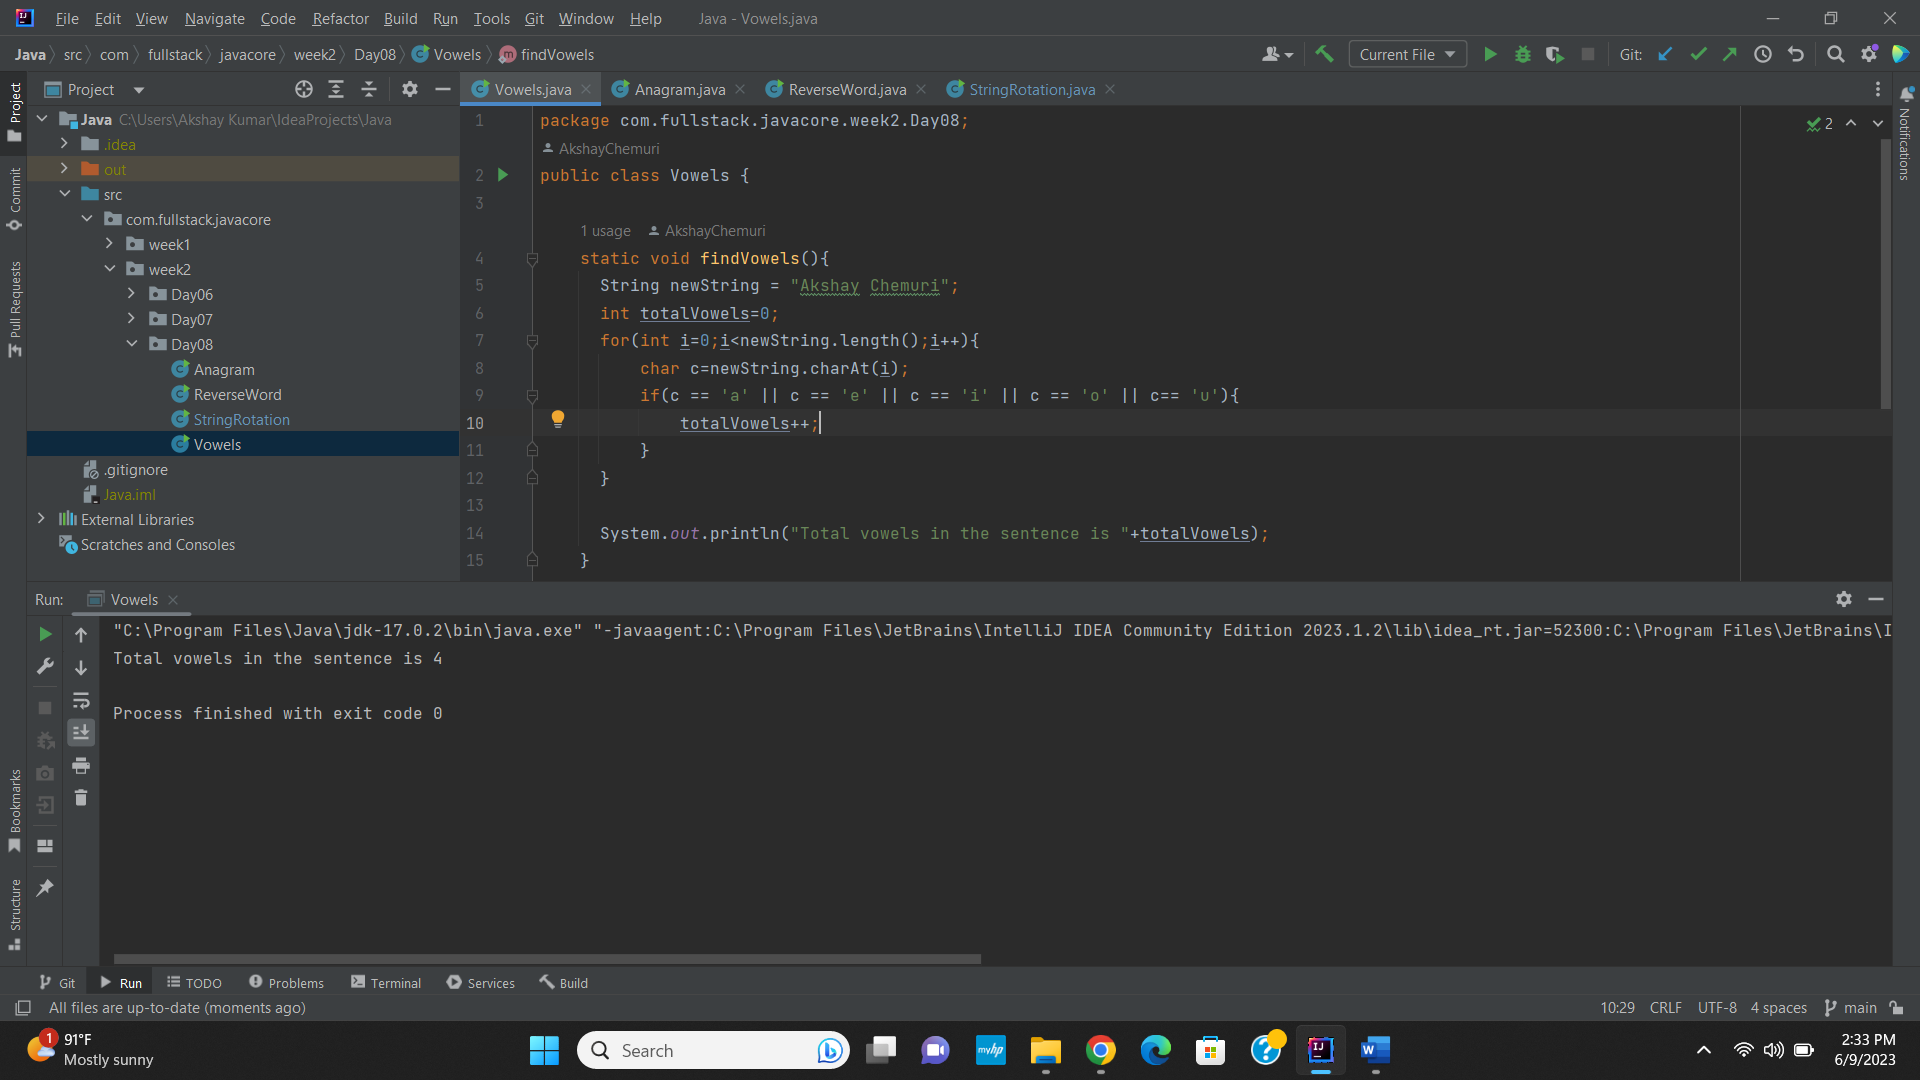 File Edit View Navigate Code Refactor Build Run Tools Git Window Help Java - Vowels.java
Java src com fullstack javacore week2 Day08 Vowels findVowels Current File Git:
Project
Vowels.java Anagram.java ReverseWord.java StringRotation.java
Java C:\Users\Akshay Kumar\IdeaProjects\Java
.idea
out
src
com.fullstack.javacore
week1
week2
Day06
Day07
Day08
Anagram
ReverseWord
StringRotation
Vowels
.gitignore
Java.iml
External Libraries
Scratches and Consoles
Project
Commit
Pull Requests
Bookmarks
Structure
Notifications
2
1 package com.fullstack.javacore.week2.Day08;
AkshayChemuri
2 public class Vowels {
3
1 usage AkshayChemuri
4 static void findVowels(){
5 String newString = "Akshay Chemuri";
6 int totalVowels=0;
7 for(int i=0;i<newString.length();i++){
8 char c=newString.charAt(i);
9 if(c == 'a' || c == 'e' || c == 'i' || c == 'o' || c== 'u'){
10 totalVowels++;
11 }
12 }
13
14 System.out.println("Total vowels in the sentence is "+totalVowels);
15 }
Run: Vowels
"C:\Program Files\Java\jdk-17.0.2\bin\java.exe" "-javaagent:C:\Program Files\JetBrains\IntelliJ IDEA Community Edition 2023.1.2\lib\idea_rt.jar=52300:C:\Program Files\JetBrains\I
Total vowels in the sentence is 4
Process finished with exit code 0
Git Run TODO Problems Terminal Services Build
All files are up-to-date (moments ago) 10:29 CRLF UTF-8 4 spaces main
1 91°F
Mostly sunny
Search
myhp
2:33 PM
6/9/2023